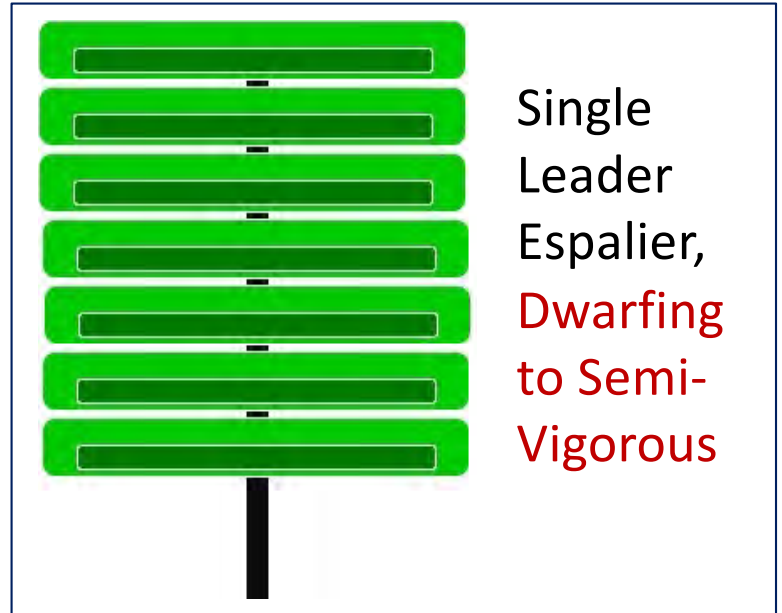 Single
Leader
Espalier,
Dwarfing
to Semi-
Vigorous